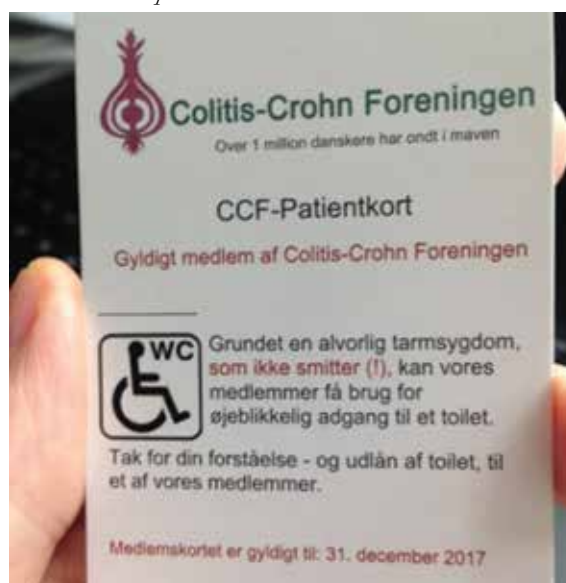 Colitis-Crohn Foreningen
Over 1 million danskere har ondt i maven
CCF-Patientkort
Gyldigt medlem af Colitis-Crohn Foreningen
WC
Grundet en alvorlig tarmsygdom,
som ikke smitter (!), kan vores
medlemmer få brug for
øjeblikkelig adgang til et toilet.
Tak for din forståelse - og udlån af toilet, til
et af vores medlemmer.
Medlemskortet er gyldigt til: 31. december 2017